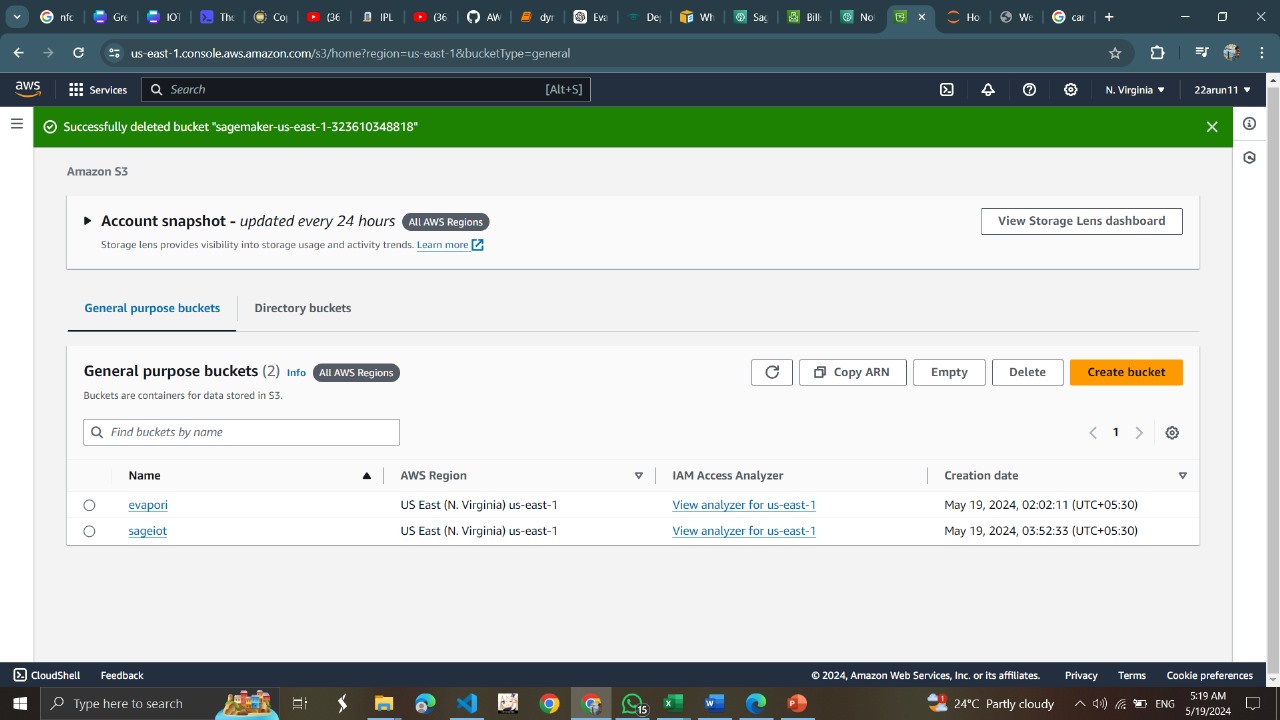 nfc
Gre
IOT
The
Cop
(36
IPL
(36
AW
dyr
Eva
Dep
Wh
Sag
Bills
No
Ho
We
car
us-east-1.console.aws.amazon.com/s3/home?region=us-east-1&bucketType=general
aws Services Search [Alt+S] N. Virginia 22arun11
Successfully deleted bucket "sagemaker-us-east-1-323610348818"
Amazon S3
Account snapshot - updated every 24 hours All AWS Regions View Storage Lens dashboard
Storage lens provides visibility into storage usage and activity trends. Learn more
General purpose buckets Directory buckets
General purpose buckets (2) Info All AWS Regions Copy ARN Empty Delete Create bucket
Buckets are containers for data stored in S3.
Find buckets by name 1
Name AWS Region IAM Access Analyzer Creation date
evapori US East (N. Virginia) us-east-1 View analyzer for us-east-1 May 19, 2024, 02:02:11 (UTC+05:30)
sageiot US East (N. Virginia) us-east-1 View analyzer for us-east-1 May 19, 2024, 03:52:33 (UTC+05:30)
CloudShell Feedback © 2024, Amazon Web Services, Inc. or its affiliates. Privacy Terms Cookie preferences
Type here to search 15 24°C Partly cloudy ENG 5:19 AM
5/19/2024